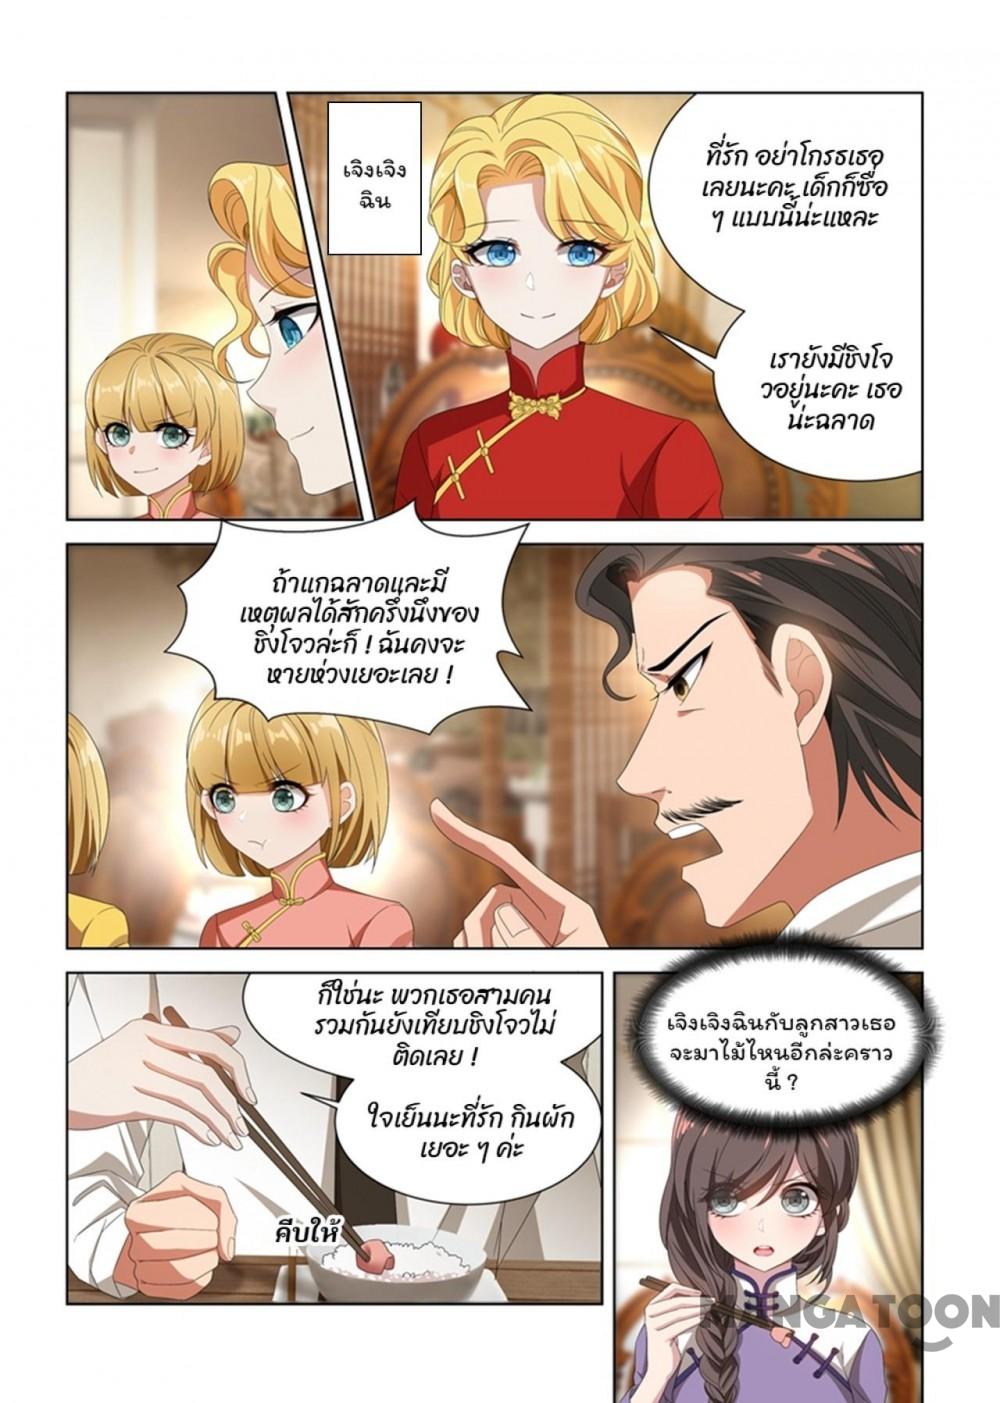 เจิงเจิง
ฉิน
ที่รัก อย่าโกรธเธอ
เลยนะคะ เด็กก็ซื่อ
ๆ แบบนี้น่ะแหละ
เรายังมีชิงโจ
วอยู่นะคะ เธอ
น่ะฉลาด
ถ้าแกฉลาดและมี
เหตุผลได้สักครึ่งนึงของ
ชิงโจวล่ะก็ ! ฉันคงจะ
หายห่วงเยอะเลย !
ก็ใช่นะ พวกเธอสามคน
รวมกันยังเทียบชิงโจวไม่
ติดเลย !
ใจเย็นนะที่รัก กินผัก
เยอะ ๆ ค่ะ
คีบให้
เจิงเจิงฉินกับลูกสาวเธอ
จะมาไม้ไหนอีกล่ะคราว
นี้ ?
MANGATOON